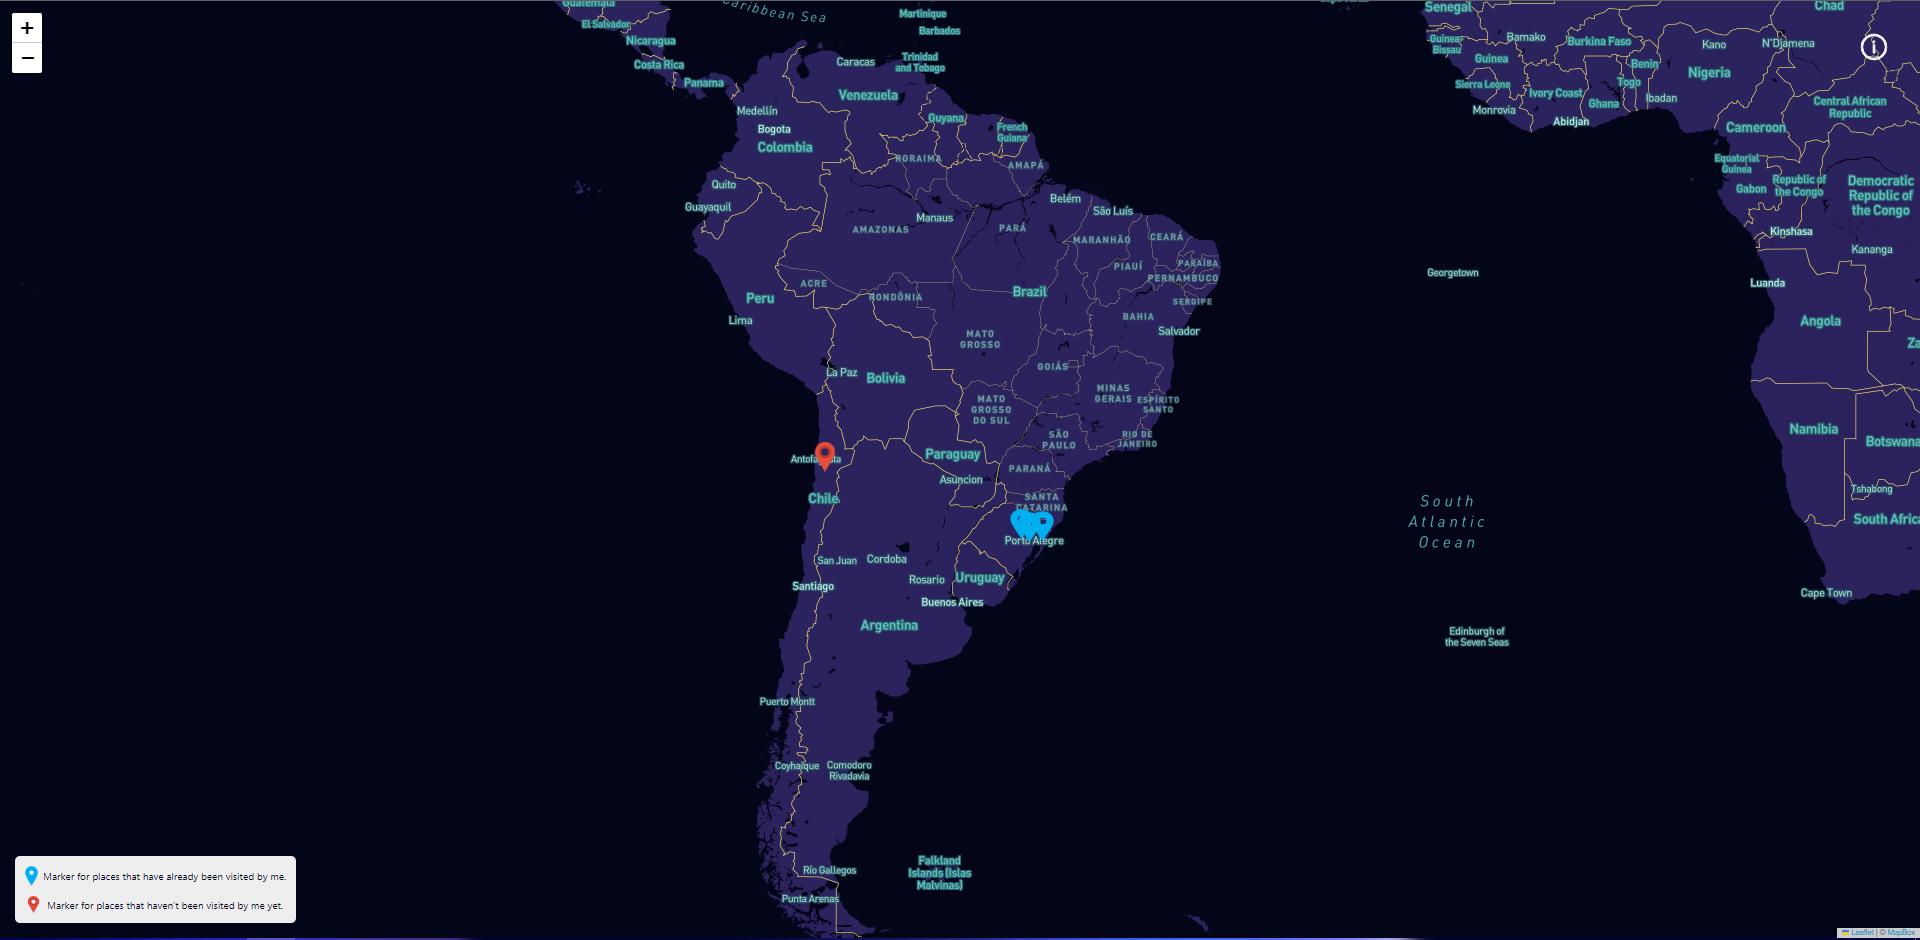 +
−
Guatemala
El Salvador
Nicaragua
Costa Rica
Panama
Caribbean Sea
Martinique
Barbados
Trinidad
and Tobago
Caracas
Venezuela
Medellín
Bogota
Colombia
Guyana
French
Guiana
RORAIMA
AMAPÁ
Quito
Guayaquil
Manaus
AMAZONAS
PARÁ
Belém
São Luís
MARANHÃO
CEARÁ
PIAUÍ
PARAÍBA
PERNAMBUCO
SERGIPE
ACRE
RONDÔNIA
Peru
Lima
Brazil
BAHIA
Salvador
MATO
GROSSO
La Paz
Bolivia
GOIÁS
MINAS
GERAIS
ESPÍRITO
SANTO
MATO
GROSSO
DO SUL
SÃO
PAULO
RIO DE
JANEIRO
Paraguay
PARANÁ
Asuncion
Chile
SANTA
CATARINA
Porto Alegre
San Juan
Cordoba
Santiago
Rosario
Uruguay
Buenos Aires
Argentina
Puerto Montt
Coyhaique
Comodoro
Rivadavia
Río Gallegos
Punta Arenas
Falkland
Islands (Islas
Malvinas)
Senegal
Guinea-
Bissau
Guinea
Sierra Leone
Monrovia
Bamako
Ivory Coast
Abidjan
Burkina Faso
Ghana
Togo
Benin
Ibadan
Kano
Nigeria
N'Djamena
Chad
Central African
Republic
Cameroon
Equatorial
Guinea
Gabon
Republic of
the Congo
Democratic
Republic of
the Congo
Kinshasa
Kananga
Georgetown
Luanda
Angola
Za
Namibia
Botswana
Tshabong
South Africa
Cape Town
South
Atlantic
Ocean
Edinburgh of
the Seven Seas
Marker for places that have already been visited by me.
Marker for places that haven't been visited by me yet.
Leaflet | © MapBox